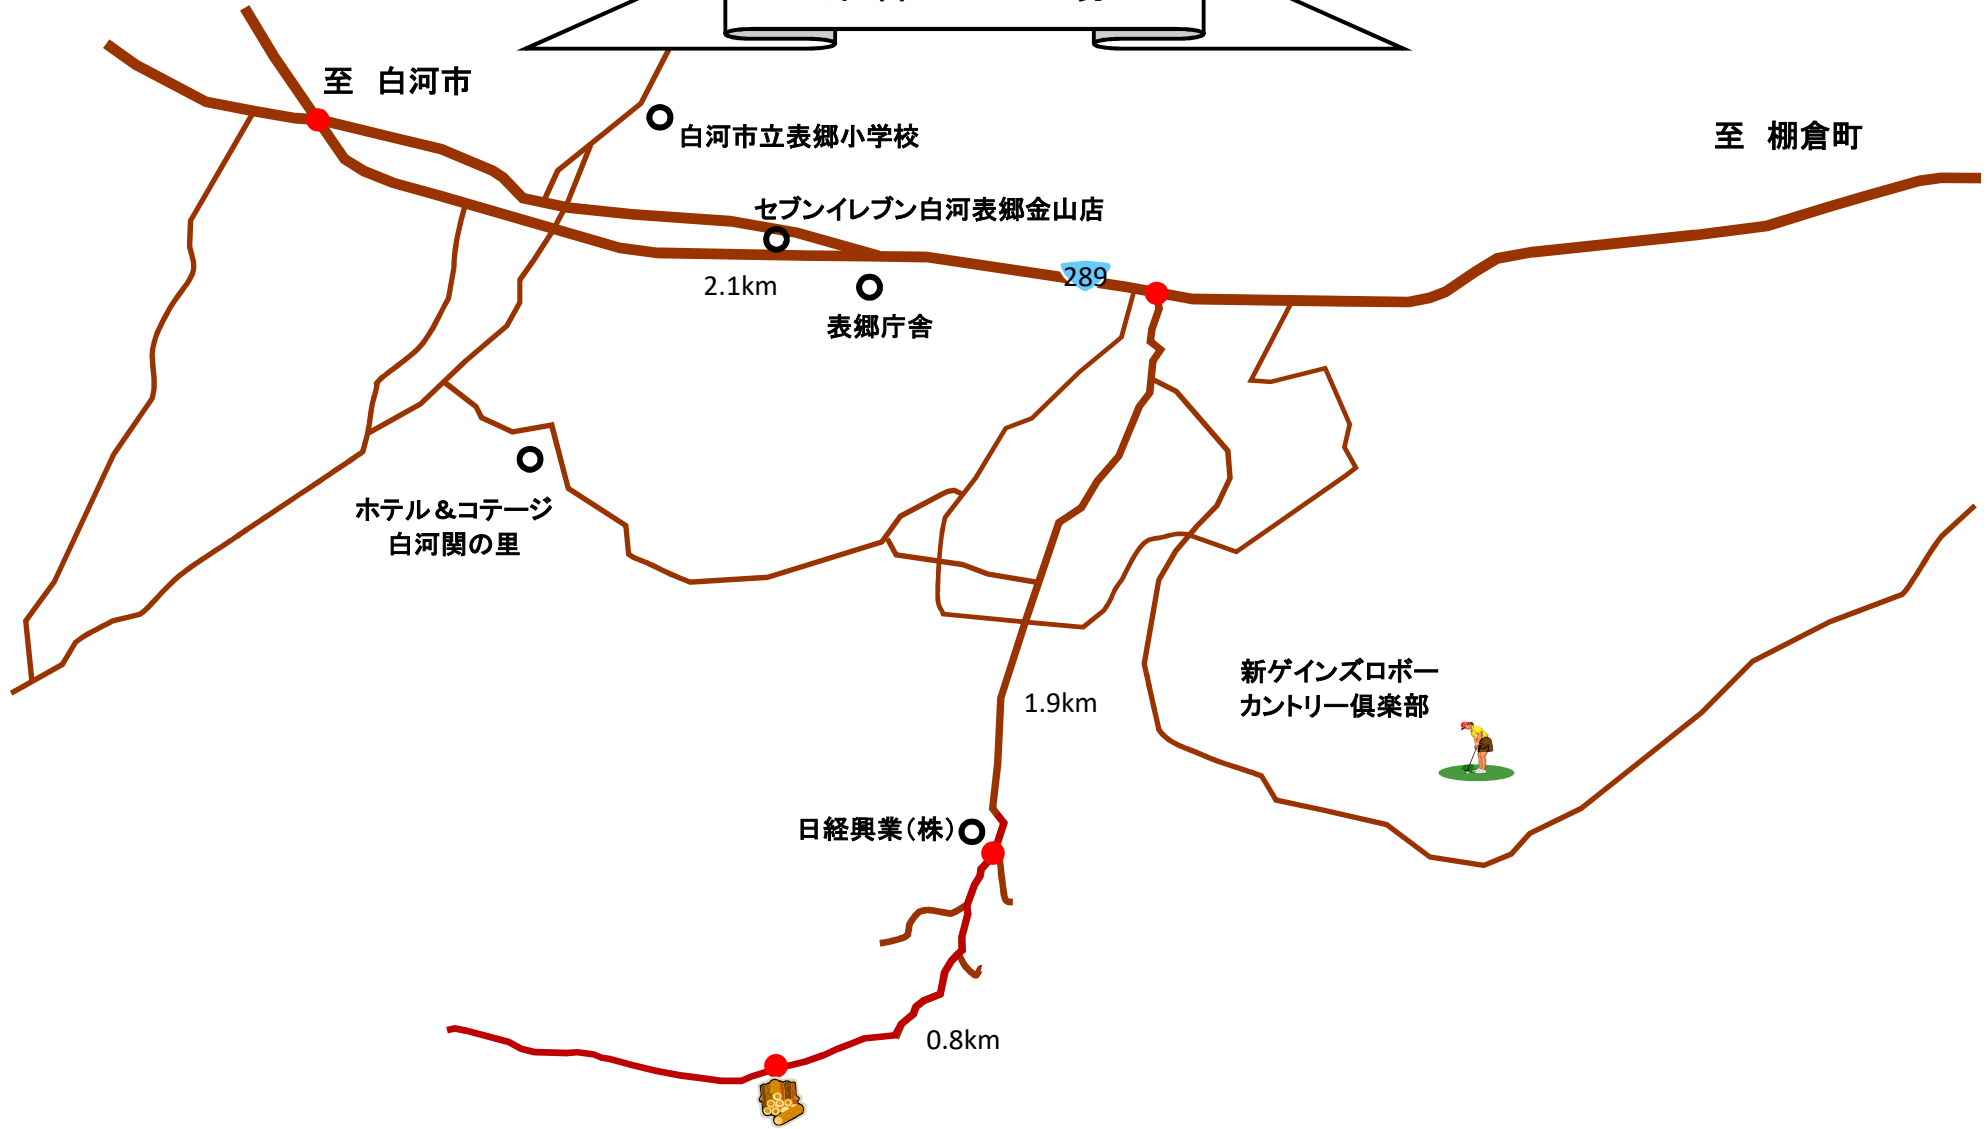 至 白河市
白河市立表郷小学校
至 棚倉町
セブンイレブン白河表郷金山店
289
2.1km
表郷庁舎
ホテル&コテージ
白河関の里
新ゲインズロボー
カントリー倶楽部
1.9km
日経興業(株)
0.8km